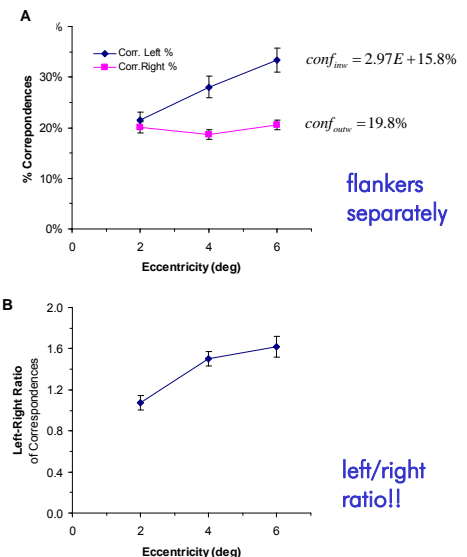 A
%
Corr. Left %
Corr.Right %
conf_inw = 2.97E + 15.8%
30%
% Correpondences
20%
conf_outw = 19.8%
10%
flankers
separately
0%
0 2 4 6
Eccentricity (deg)
B
2.0
1.6
Left-Right Ratio
of Correspondences
1.2
0.8
0.4
left/right
ratio!!
0.0
0 2 4 6
Eccentricity (deg)